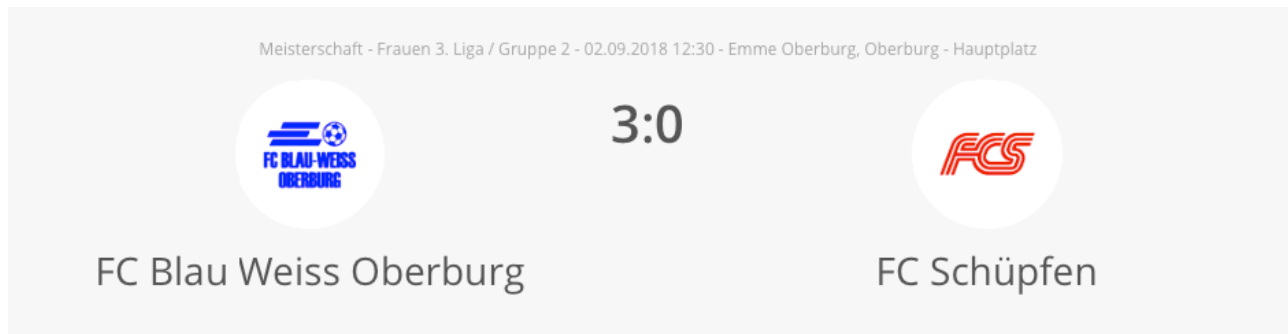 Meisterschaft - Frauen 3. Liga / Gruppe 2 - 02.09.2018 12:30 - Emme Oberburg, Oberburg - Hauptplatz
3:0
FC BLAU-WEISS
OBERBURG
FCS
FC Blau Weiss Oberburg
FC Schüpfen